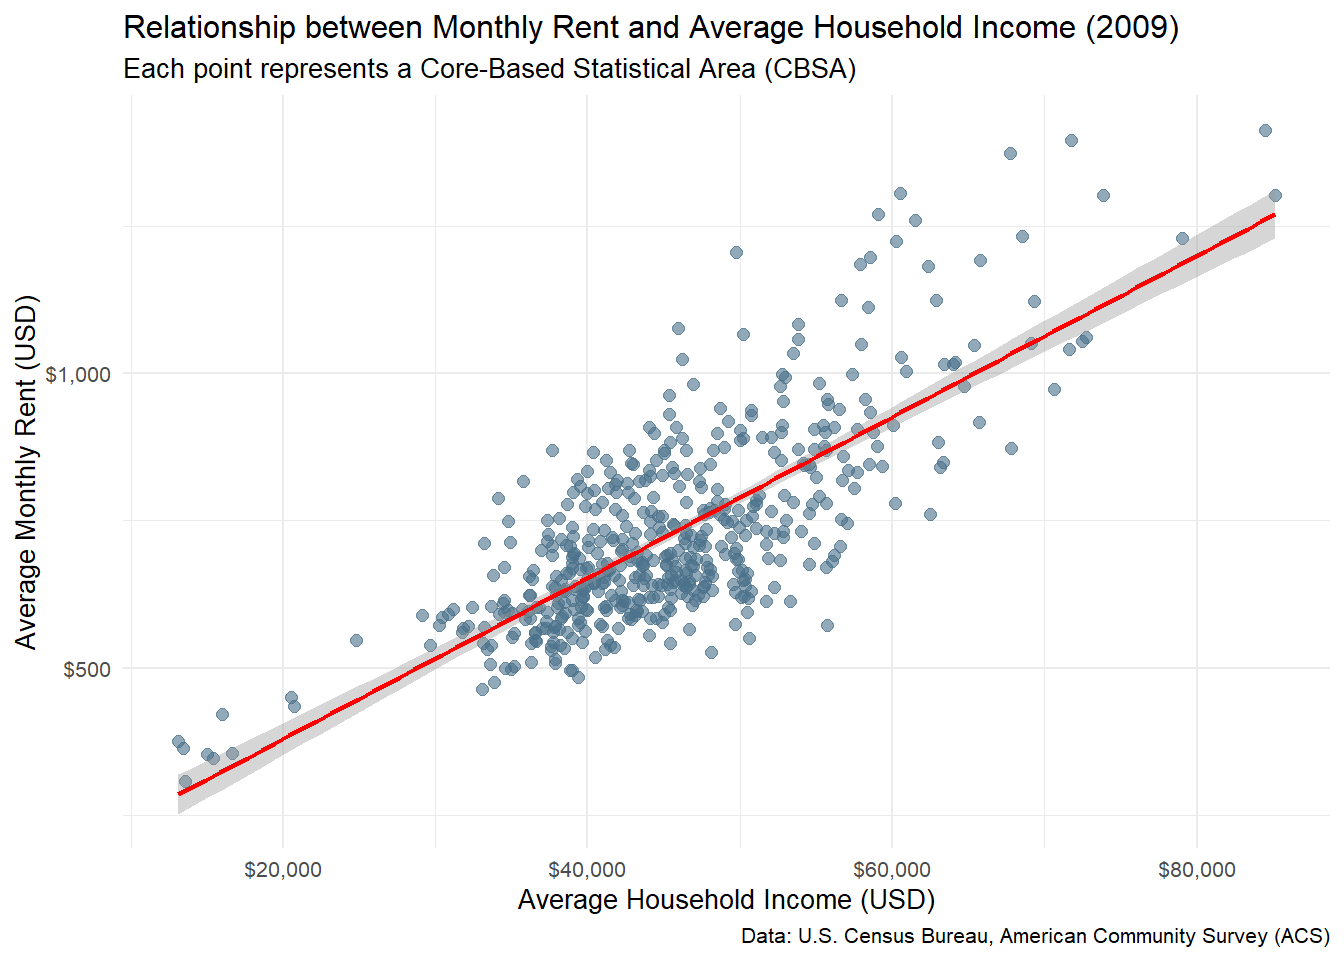 Relationship between Monthly Rent and Average Household Income (2009)
Each point represents a Core-Based Statistical Area (CBSA)
Average Monthly Rent (USD)
$1,000
$500
$20,000
$40,000
$60,000
$80,000
Average Household Income (USD)
Data: U.S. Census Bureau, American Community Survey (ACS)